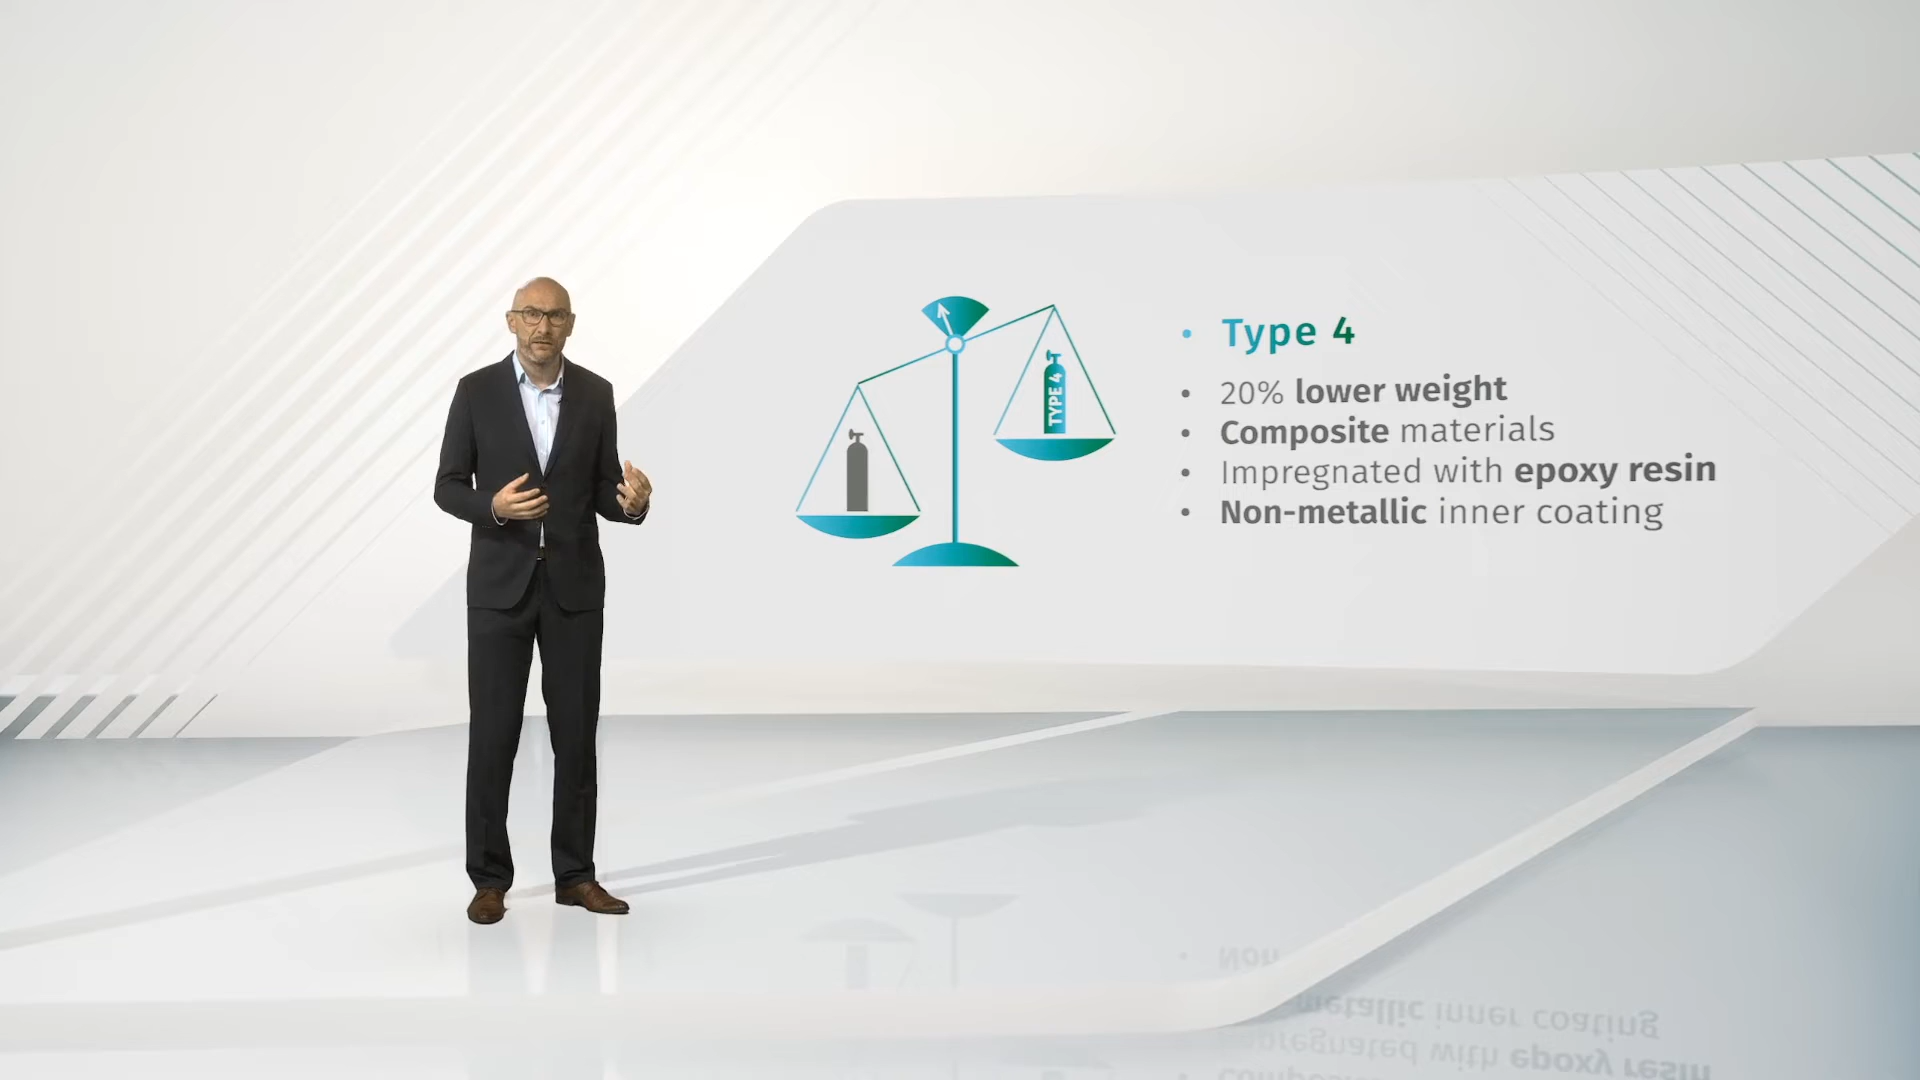 TYPE 4
• Type 4
• 20% lower weight
• Composite materials
• Impregnated with epoxy resin
• Non-metallic inner coating